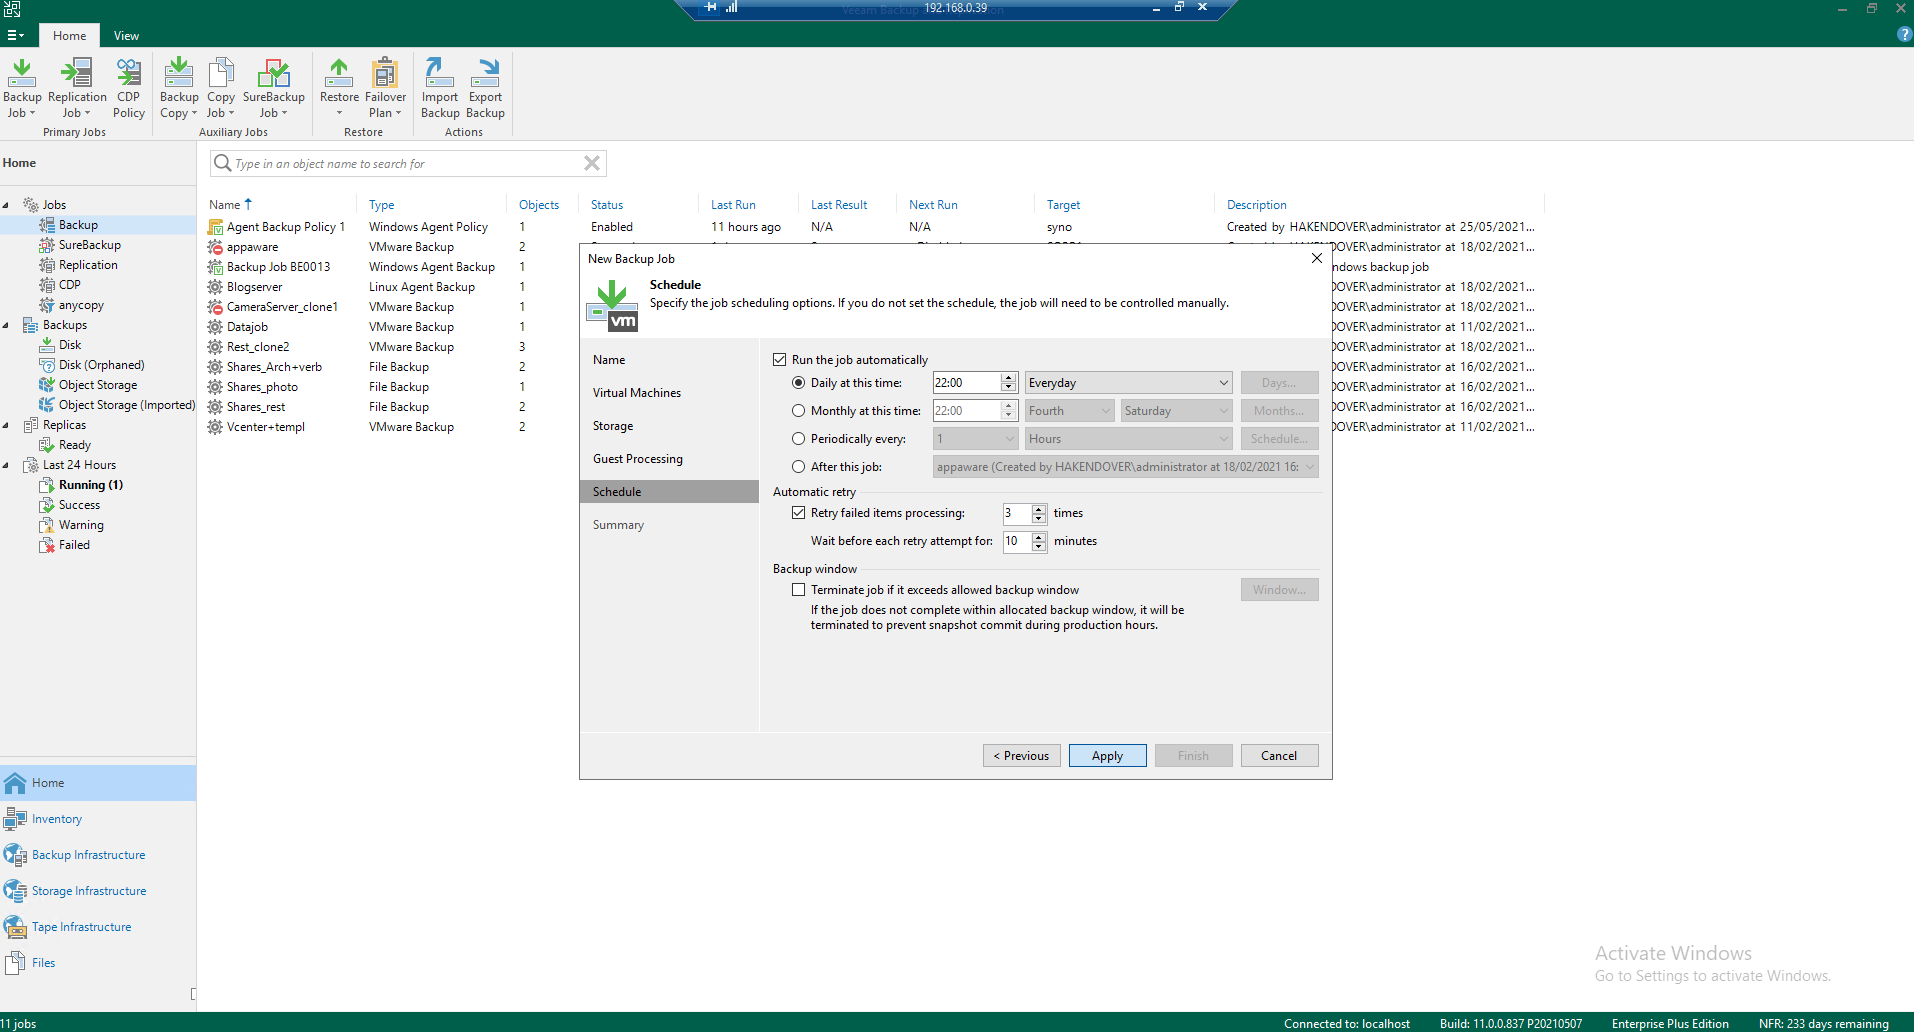 192.168.0.39
Home View
Backup Job Replication Job CDP Policy Backup Copy Copy Job SureBackup Job Restore Failover Plan Import Backup Export Backup
Primary Jobs Auxiliary Jobs Restore Actions
Home
Type in an object name to search for
Jobs
Backup
SureBackup
Replication
CDP
anycopy
Backups
Disk
Disk (Orphaned)
Object Storage
Object Storage (Imported)
Replicas
Ready
Last 24 Hours
Running (1)
Success
Warning
Failed
Home
Inventory
Backup Infrastructure
Storage Infrastructure
Tape Infrastructure
Files
Name Type Objects Status Last Run Last Result Next Run Target Description
Agent Backup Policy 1 Windows Agent Policy 1 Enabled 11 hours ago N/A N/A syno Created by HAKENDOVER\administrator at 25/05/2021...
appaware VMware Backup 2 DOVER\administrator at 18/02/2021...
Backup Job BE0013 Windows Agent Backup 1 ndows backup job
Blogserver Linux Agent Backup 1 DOVER\administrator at 18/02/2021...
CameraServer_clone1 VMware Backup 1 DOVER\administrator at 18/02/2021...
Datajob VMware Backup 1 DOVER\administrator at 11/02/2021...
Rest_clone2 VMware Backup 3 DOVER\administrator at 18/02/2021...
Shares_Arch+verb File Backup 2 DOVER\administrator at 16/02/2021...
Shares_photo File Backup 1 DOVER\administrator at 16/02/2021...
Shares_rest File Backup 2 DOVER\administrator at 16/02/2021...
Vcenter+templ VMware Backup 2 DOVER\administrator at 11/02/2021...
New Backup Job
Schedule
Specify the job scheduling options. If you do not set the schedule, the job will need to be controlled manually.
vm
Name
Virtual Machines
Storage
Guest Processing
Schedule
Summary
Run the job automatically
Daily at this time: 22:00 Everyday Days...
Monthly at this time: 22:00 Fourth Saturday Months...
Periodically every: 1 Hours Schedule...
After this job: appaware (Created by HAKENDOVER\administrator at 18/02/2021 16:
Automatic retry
Retry failed items processing: 3 times
Wait before each retry attempt for: 10 minutes
Backup window
Terminate job if it exceeds allowed backup window Window...
If the job does not complete within allocated backup window, it will be
terminated to prevent snapshot commit during production hours.
< Previous Apply Finish Cancel
Activate Windows
Go to Settings to activate Windows.
11 jobs Connected to: localhost Build: 11.0.0.837 P20210507 Enterprise Plus Edition NFR: 233 days remaining